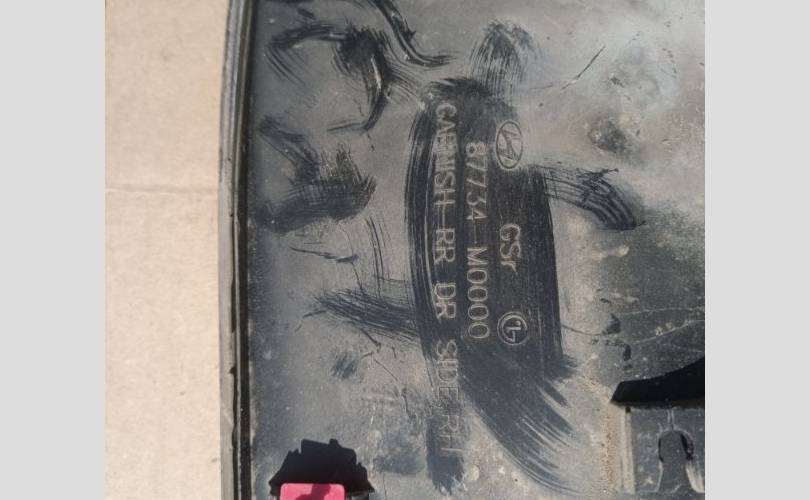 GSr
87734-M0000
GARNISH-RR DR SIDE RH